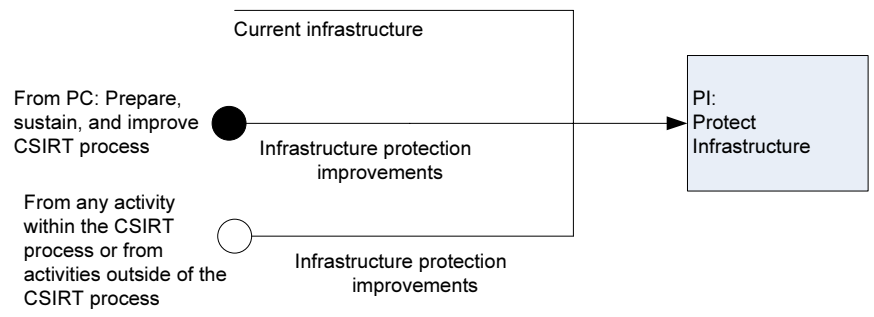 Current infrastructure
From PC: Prepare,
sustain, and improve
CSIRT process
Infrastructure protection
improvements
PI:
Protect
Infrastructure
From any activity
within the CSIRT
process or from
activities outside of the
CSIRT process
Infrastructure protection
improvements